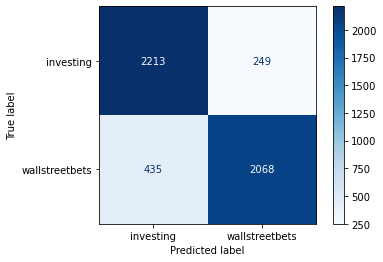 investing 2213 249
wallstreetbets 435 2068
investing wallstreetbets
Predicted label
True label
2000
1750
1500
1250
1000
750
500
250